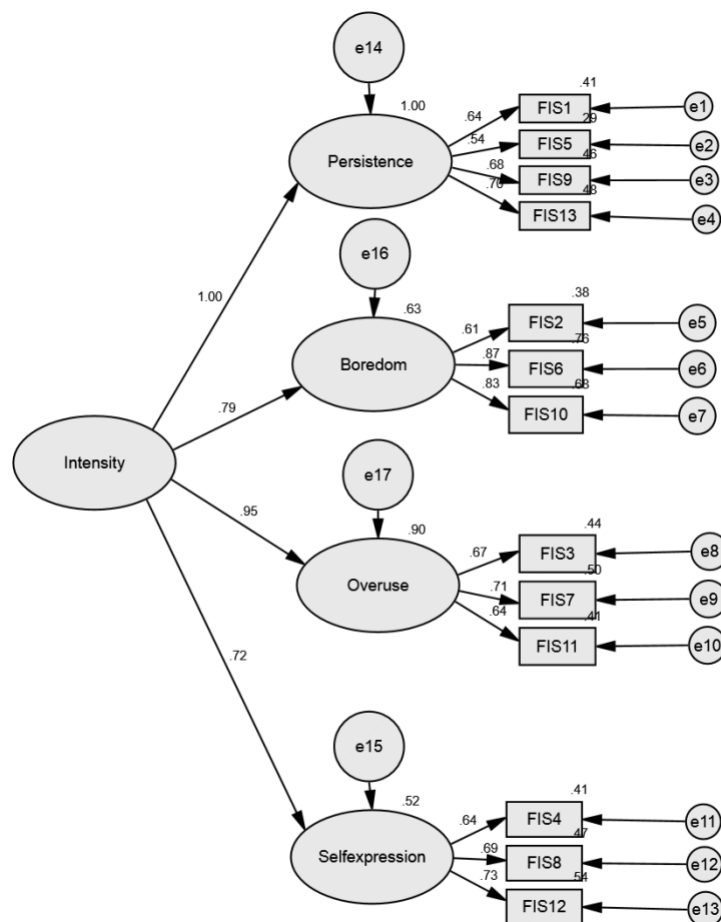 e14
1.00
.41
.64
FIS1
e1
.29
.54
FIS5
e2
.46
Persistence
.68
FIS9
e3
.48
.70
FIS13
e4
e16
1.00
.63
.38
.61
FIS2
e5
.76
Boredom
.87
FIS6
e6
.68
.83
FIS10
e7
.79
Intensity
e17
.95
.90
.44
.67
FIS3
e8
.50
Overuse
.71
FIS7
e9
.41
.64
FIS11
e10
.72
e15
.52
.41
.64
FIS4
e11
.47
Selfexpression
.69
FIS8
e12
.54
.73
FIS12
e13